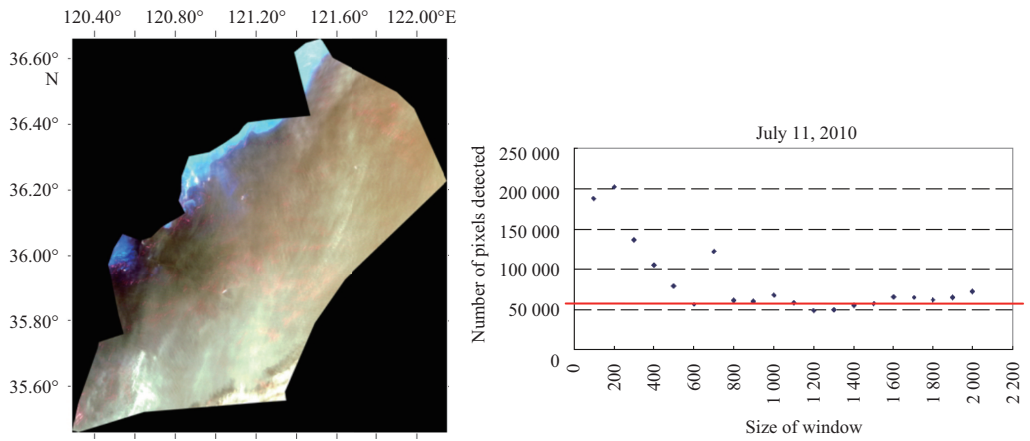 120.40° 120.80° 121.20° 121.60° 122.00°E
36.60°
N
36.40°
36.20°
36.00°
35.80°
35.60°
July 11, 2010
Number of pixels detected
250 000
200 000
150 000
100 000
50 000
0
0 200 400 600 800 1 000 1 200 1 400 1 600 1 800 2 000 2 200
Size of window